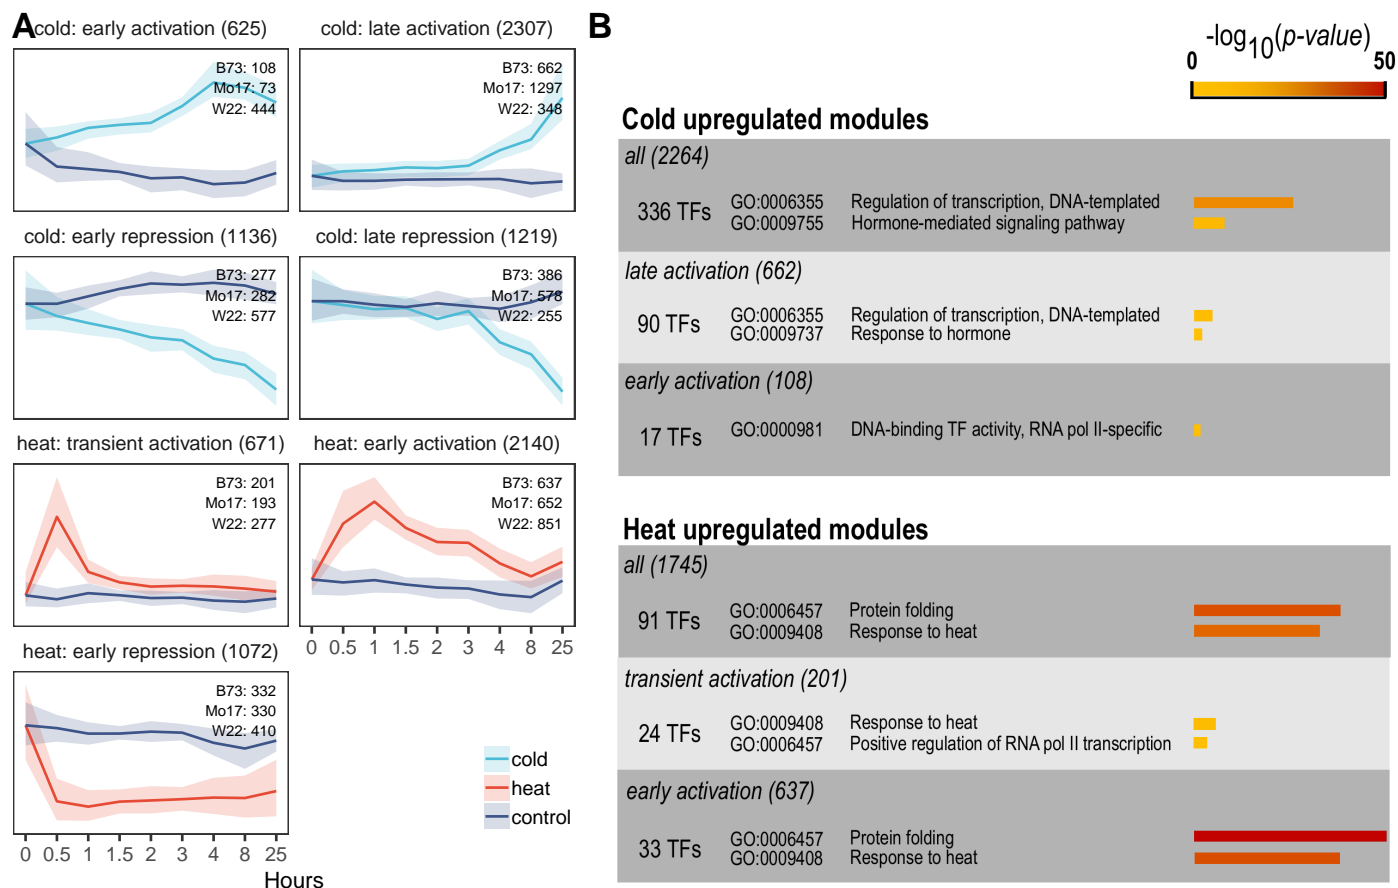 A
cold: early activation (625)
B73: 108
Mo17: 73
W22: 444
cold: late activation (2307)
B73: 662
Mo17: 1297
W22: 348
cold: early repression (1136)
B73: 277
Mo17: 282
W22: 577
cold: late repression (1219)
B73: 386
Mo17: 578
W22: 255
heat: transient activation (671)
B73: 201
Mo17: 193
W22: 277
heat: early activation (2140)
B73: 637
Mo17: 652
W22: 851
0 0.5 1 1.5 2 3 4 8 25
heat: early repression (1072)
B73: 332
Mo17: 330
W22: 410
0 0.5 1 1.5 2 3 4 8 25
Hours
cold
heat
control
B
-log10(p-value)
0 50
Cold upregulated modules
all (2264)
336 TFs
GO:0006355 Regulation of transcription, DNA-templated
GO:0009755 Hormone-mediated signaling pathway
late activation (662)
90 TFs
GO:0006355 Regulation of transcription, DNA-templated
GO:0009737 Response to hormone
early activation (108)
17 TFs
GO:0000981 DNA-binding TF activity, RNA pol II-specific
Heat upregulated modules
all (1745)
91 TFs
GO:0006457 Protein folding
GO:0009408 Response to heat
transient activation (201)
24 TFs
GO:0009408 Response to heat
GO:0006457 Positive regulation of RNA pol II transcription
early activation (637)
33 TFs
GO:0006457 Protein folding
GO:0009408 Response to heat